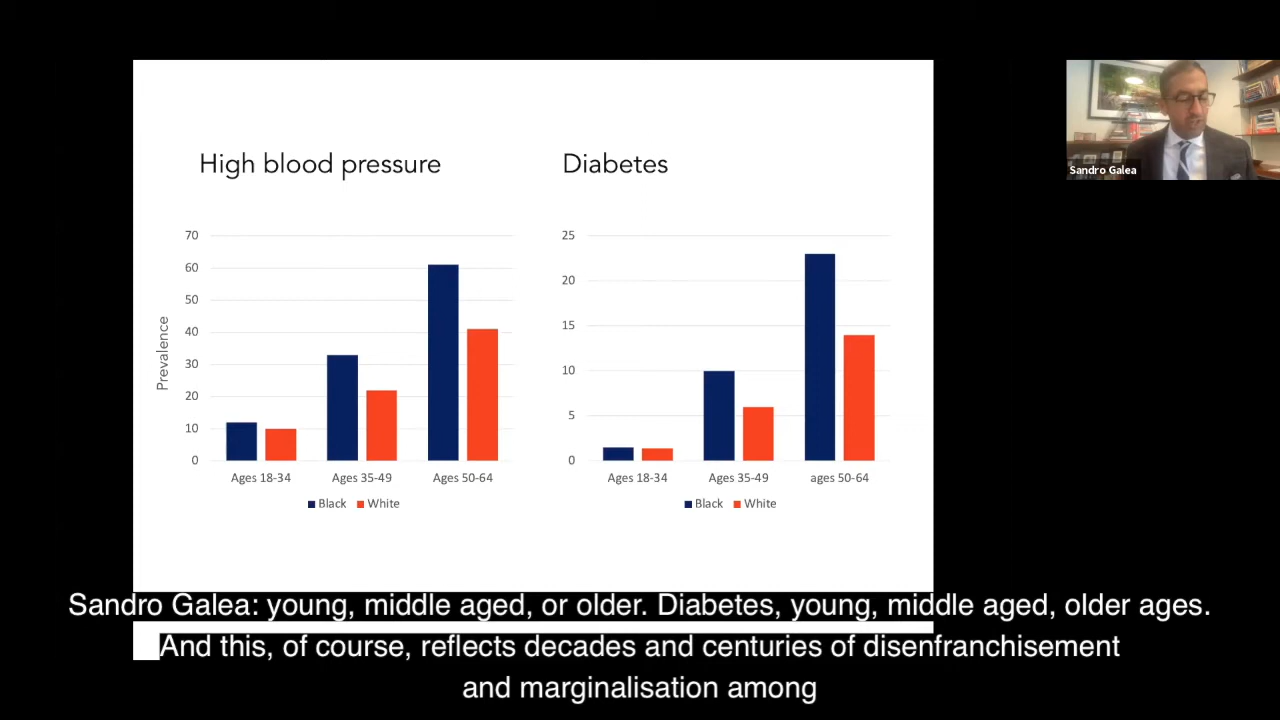 High blood pressure
Prevalence
70
60
50
40
30
20
10
0
Ages 18-34
Ages 35-49
Ages 50-64
Black
White
Diabetes
25
20
15
10
5
0
Ages 18-34
Ages 35-49
ages 50-64
Black
White
Sandro Galea
Sandro Galea: young, middle aged, or older. Diabetes, young, middle aged, older ages.
And this, of course, reflects decades and centuries of disenfranchisement
and marginalisation among